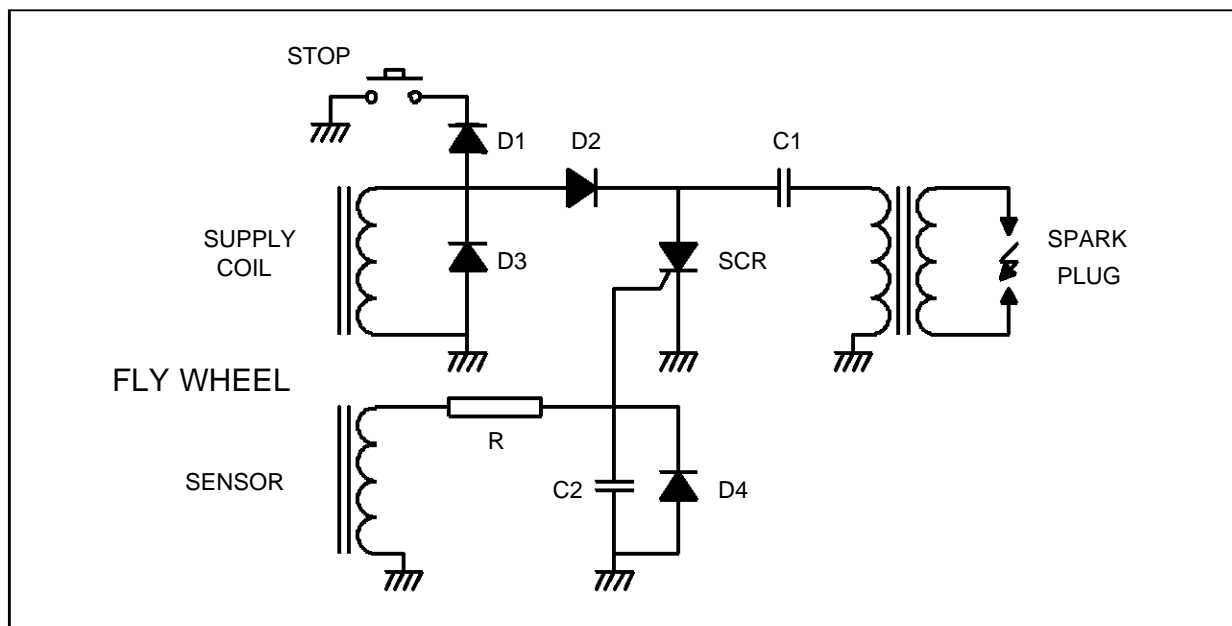 STOP
D1
D2
C1
SUPPLY
COIL
D3
SCR
SPARK
PLUG
FLY WHEEL
R
SENSOR
C2
D4